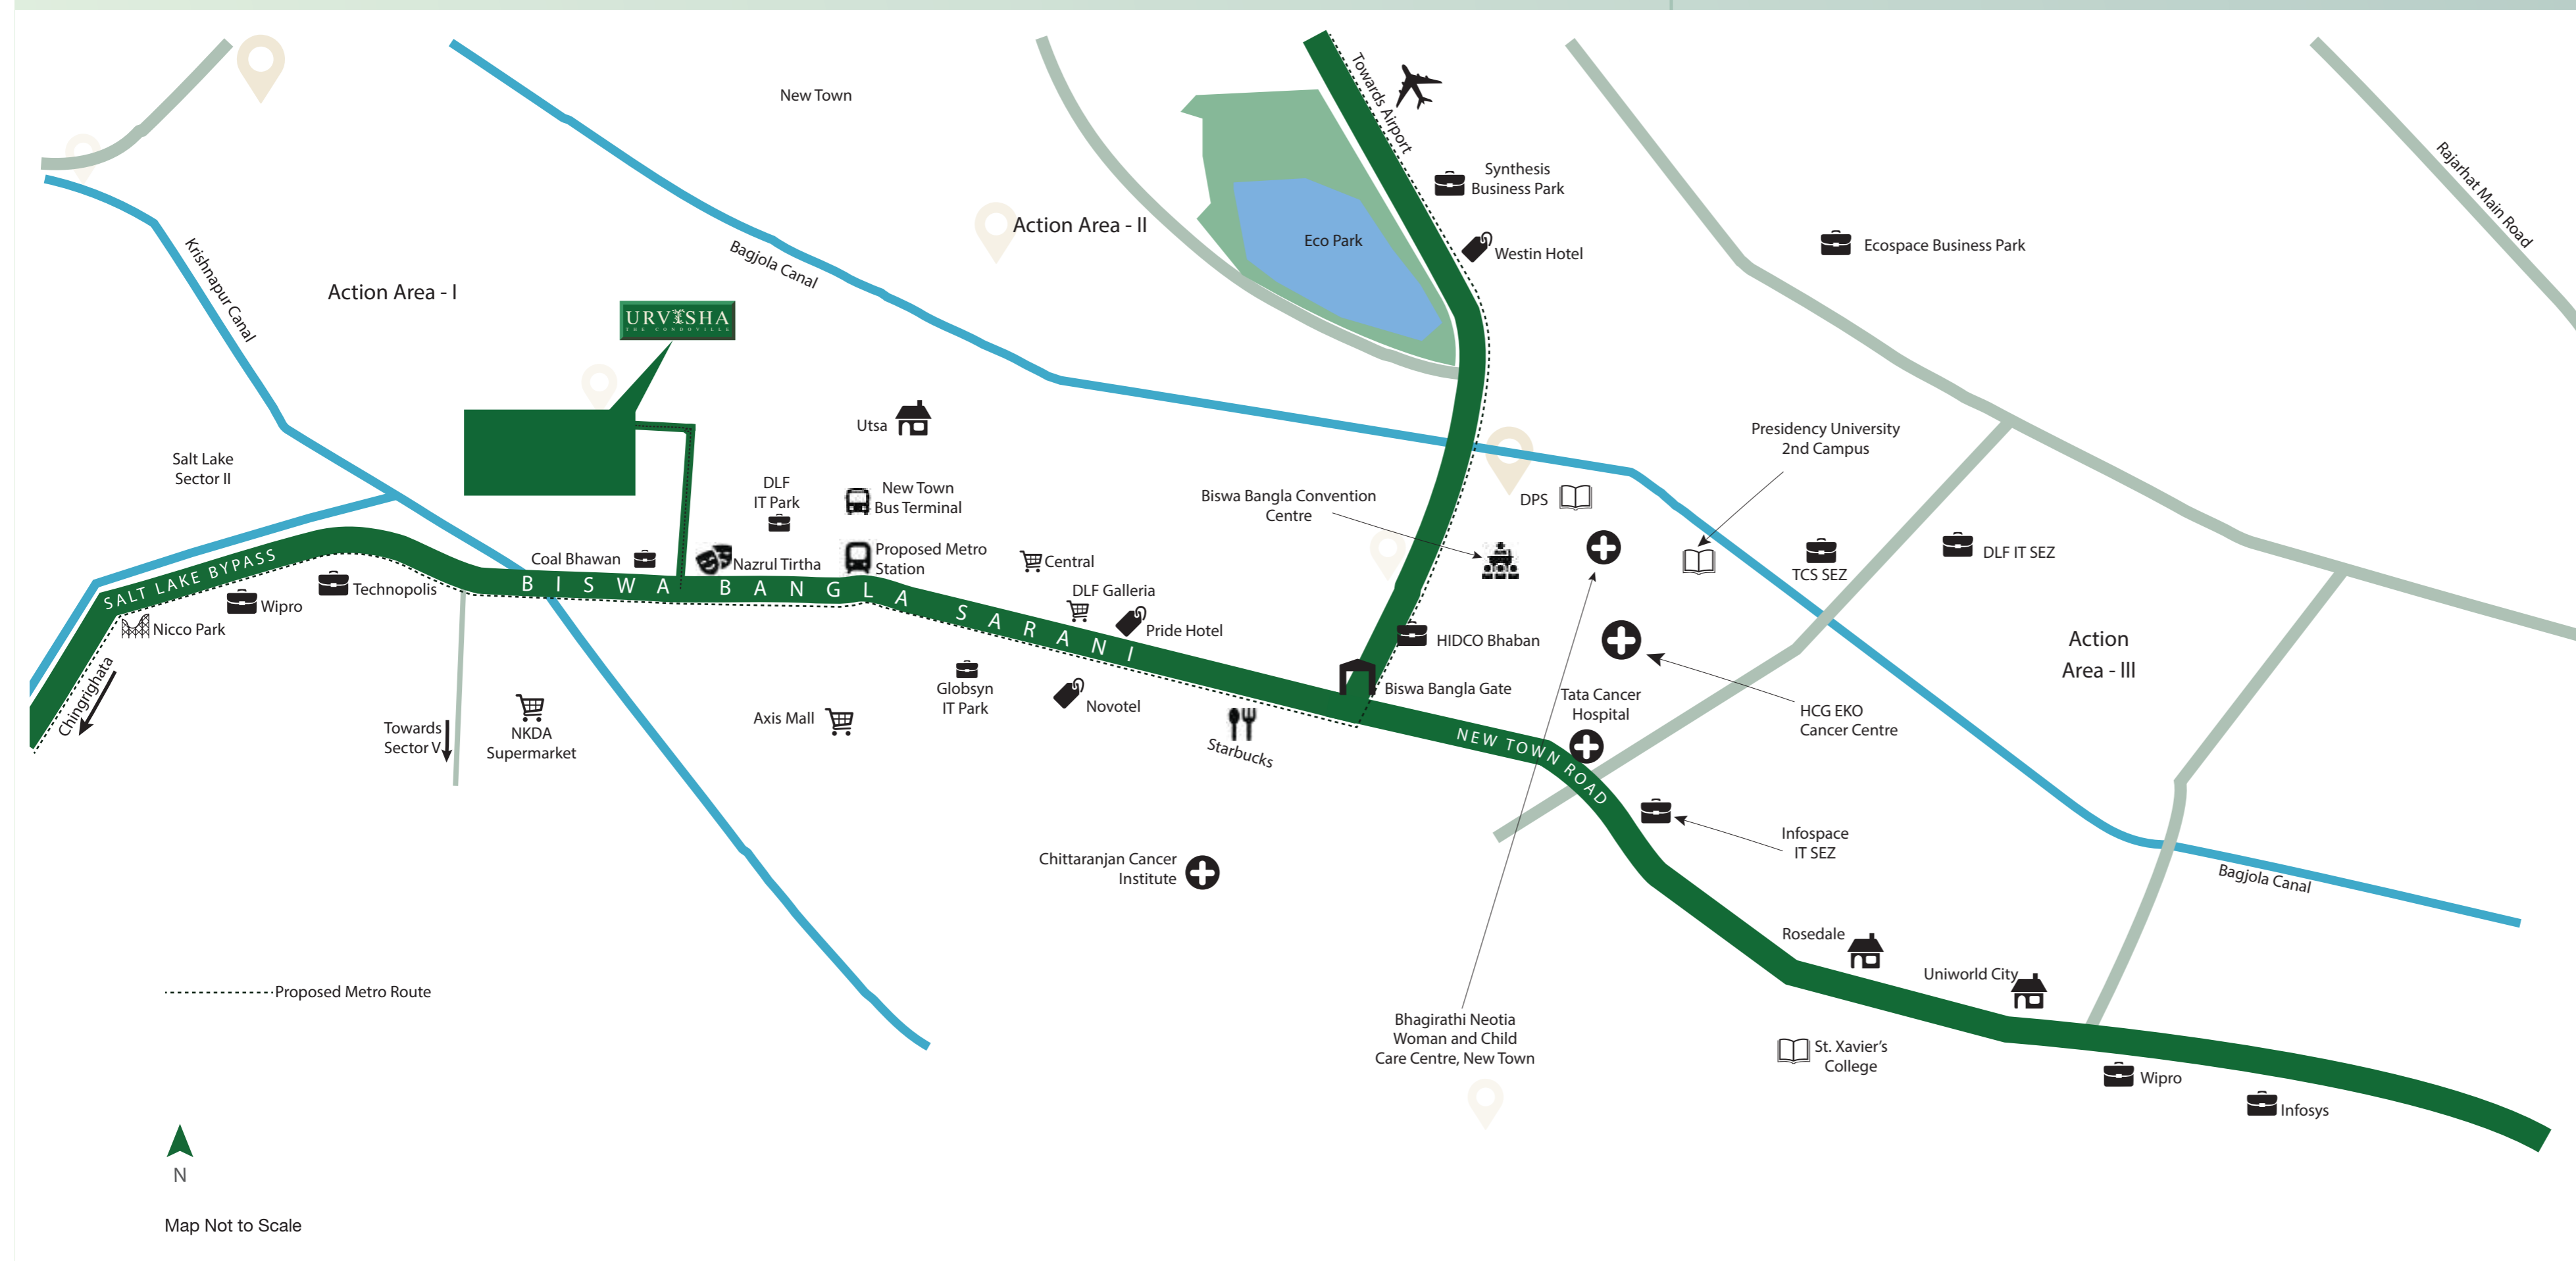 New Town
Towards Airport
Synthesis
Business Park
Westin Hotel
Eco Park
Rajarhat Main Road
Ecospace Business Park
Action Area - II
Bagjola Canal
Krishnapur Canal
Action Area - I
URVISHA
THE CONDOVILLE
Utsa
Salt Lake
Sector II
DLF
IT Park
New Town
Bus Terminal
Coal Bhawan
Nazrul Tirtha
Proposed Metro
Station
Central
DLF Galleria
Pride Hotel
Biswa Bangla Convention
Centre
DPS
Presidency University
2nd Campus
TCS SEZ
DLF IT SEZ
SALT LAKE BYPASS
BISWA BANGLA SARANI
Technopolis
Wipro
Nicco Park
Chingrighata
Towards
Sector V
NKDA
Supermarket
Axis Mall
Globsyn
IT Park
Novotel
Starbucks
HIDCO Bhaban
Biswa Bangla Gate
Tata Cancer
Hospital
HCG EKO
Cancer Centre
Action
Area - III
NEW TOWN ROAD
Infospace
IT SEZ
Chittaranjan Cancer
Institute
Bagjola Canal
Rosedale
Uniworld City
Bhagirathi Neotia
Woman and Child
Care Centre, New Town
St. Xavier's
College
Wipro
Infosys
Proposed Metro Route
N
Map Not to Scale